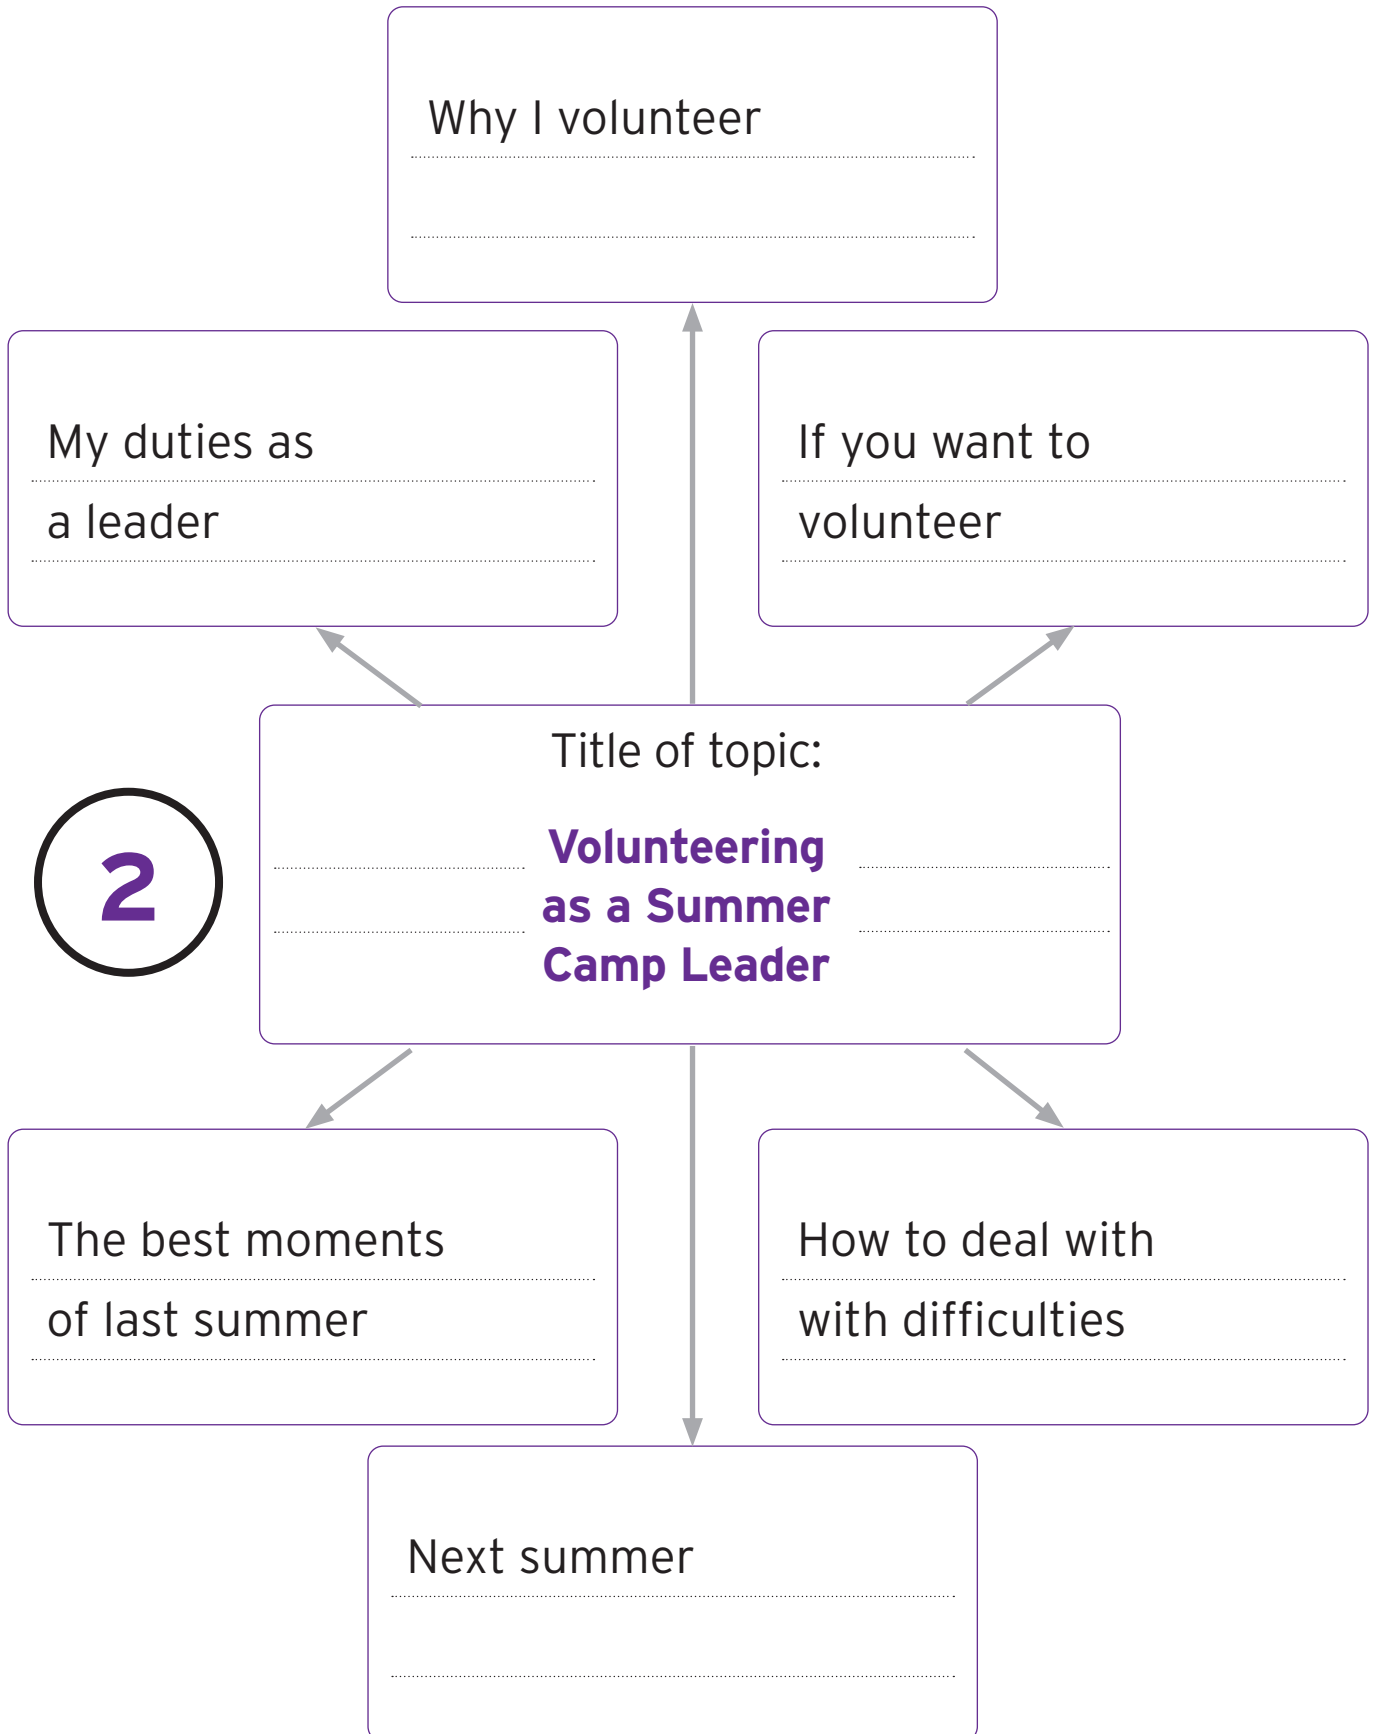 Why I volunteer
My duties as
a leader
If you want to
volunteer
Title of topic:
2
Volunteering
as a Summer
Camp Leader
The best moments
of last summer
How to deal with
with difficulties
Next summer